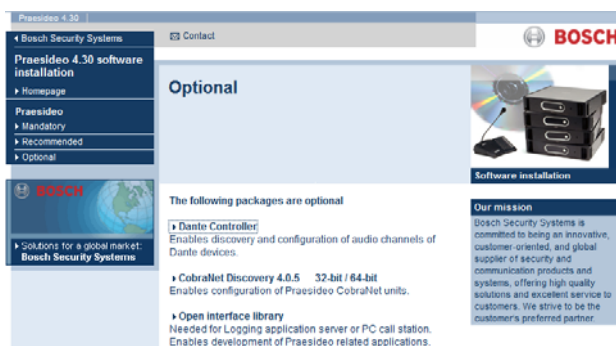 Praesideo 4.30
Bosch Security Systems
Praesideo 4.30 software
installation
Homepage
Praesideo
Mandatory
Recommended
Optional
BOSCH
Solutions for a global market:
Bosch Security Systems
Contact
Optional
The following packages are optional
Dante Controller
Enables discovery and configuration of audio channels of
Dante devices.
CobraNet Discovery 4.0.5 32-bit / 64-bit
Enables configuration of Praesideo CobraNet units.
Open interface library
Needed for Logging application server or PC call station.
Enables development of Praesideo related applications.
BOSCH
Software installation
Our mission
Bosch Security Systems is
committed to being an innovative,
customer-oriented, and global
supplier of security and
communication products and
systems, offering high quality
solutions and excellent service to
customers. We strive to be the
customer's preferred partner.